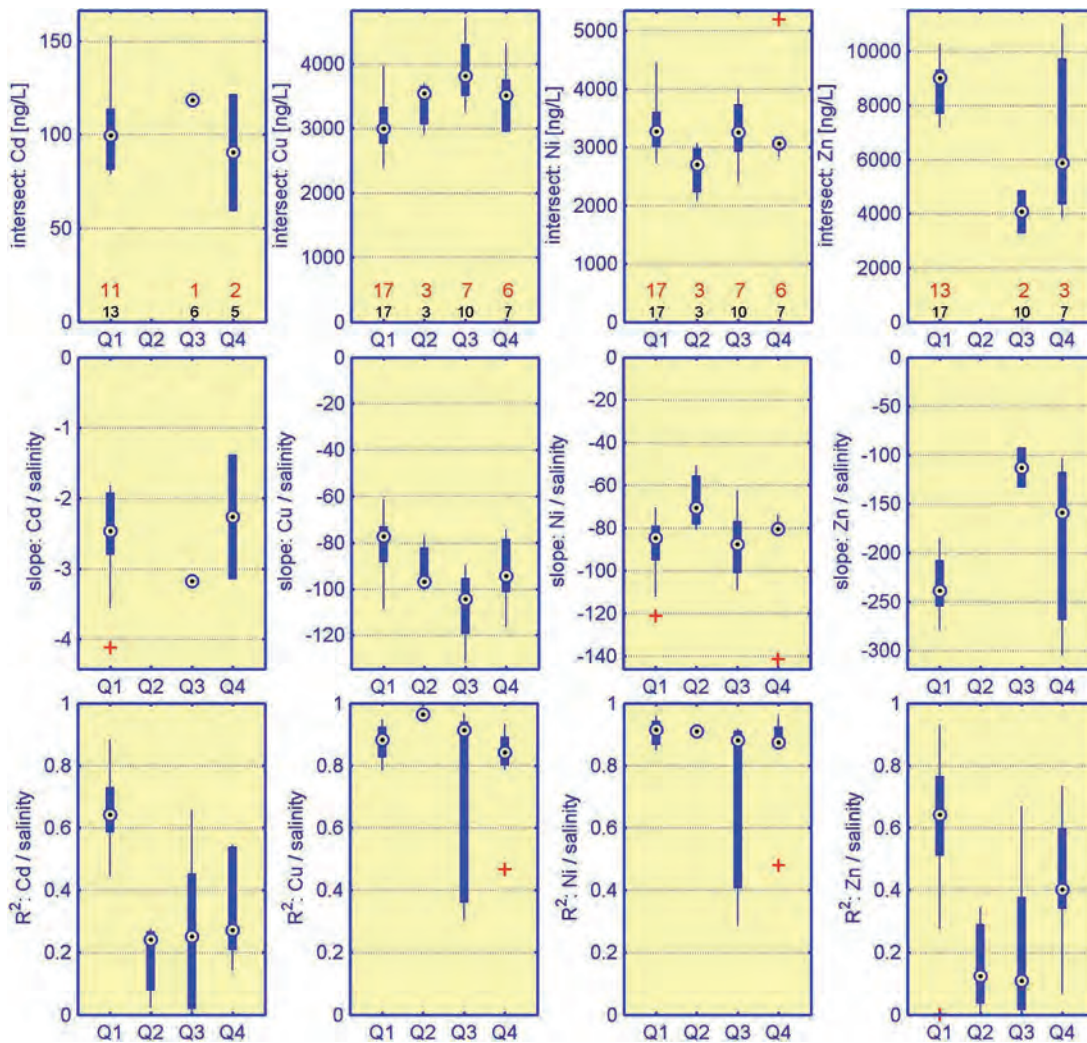 intersect: Cd [ng/L]
150
100
50
0
11 1 2
13 6 5
Q1 Q2 Q3 Q4
intersect: Cu [ng/L]
4000
3000
2000
1000
0
17 3 7 6
17 3 10 7
Q1 Q2 Q3 Q4
intersect: Ni [ng/L]
5000
4000
3000
2000
1000
0
17 3 7 6
17 3 10 7
Q1 Q2 Q3 Q4
intersect: Zn [ng/L]
10000
8000
6000
4000
2000
0
13 2 3
17 10 7
Q1 Q2 Q3 Q4
slope: Cd / salinity
0
-1
-2
-3
-4
Q1 Q2 Q3 Q4
slope: Cu / salinity
0
-20
-40
-60
-80
-100
-120
Q1 Q2 Q3 Q4
slope: Ni / salinity
0
-20
-40
-60
-80
-100
-120
-140
Q1 Q2 Q3 Q4
slope: Zn / salinity
0
-50
-100
-150
-200
-250
-300
Q1 Q2 Q3 Q4
R²: Cd / salinity
1
0.8
0.6
0.4
0.2
0
Q1 Q2 Q3 Q4
R²: Cu / salinity
1
0.8
0.6
0.4
0.2
0
Q1 Q2 Q3 Q4
R²: Ni / salinity
1
0.8
0.6
0.4
0.2
0
Q1 Q2 Q3 Q4
R²: Zn / salinity
1
0.8
0.6
0.4
0.2
0
Q1 Q2 Q3 Q4